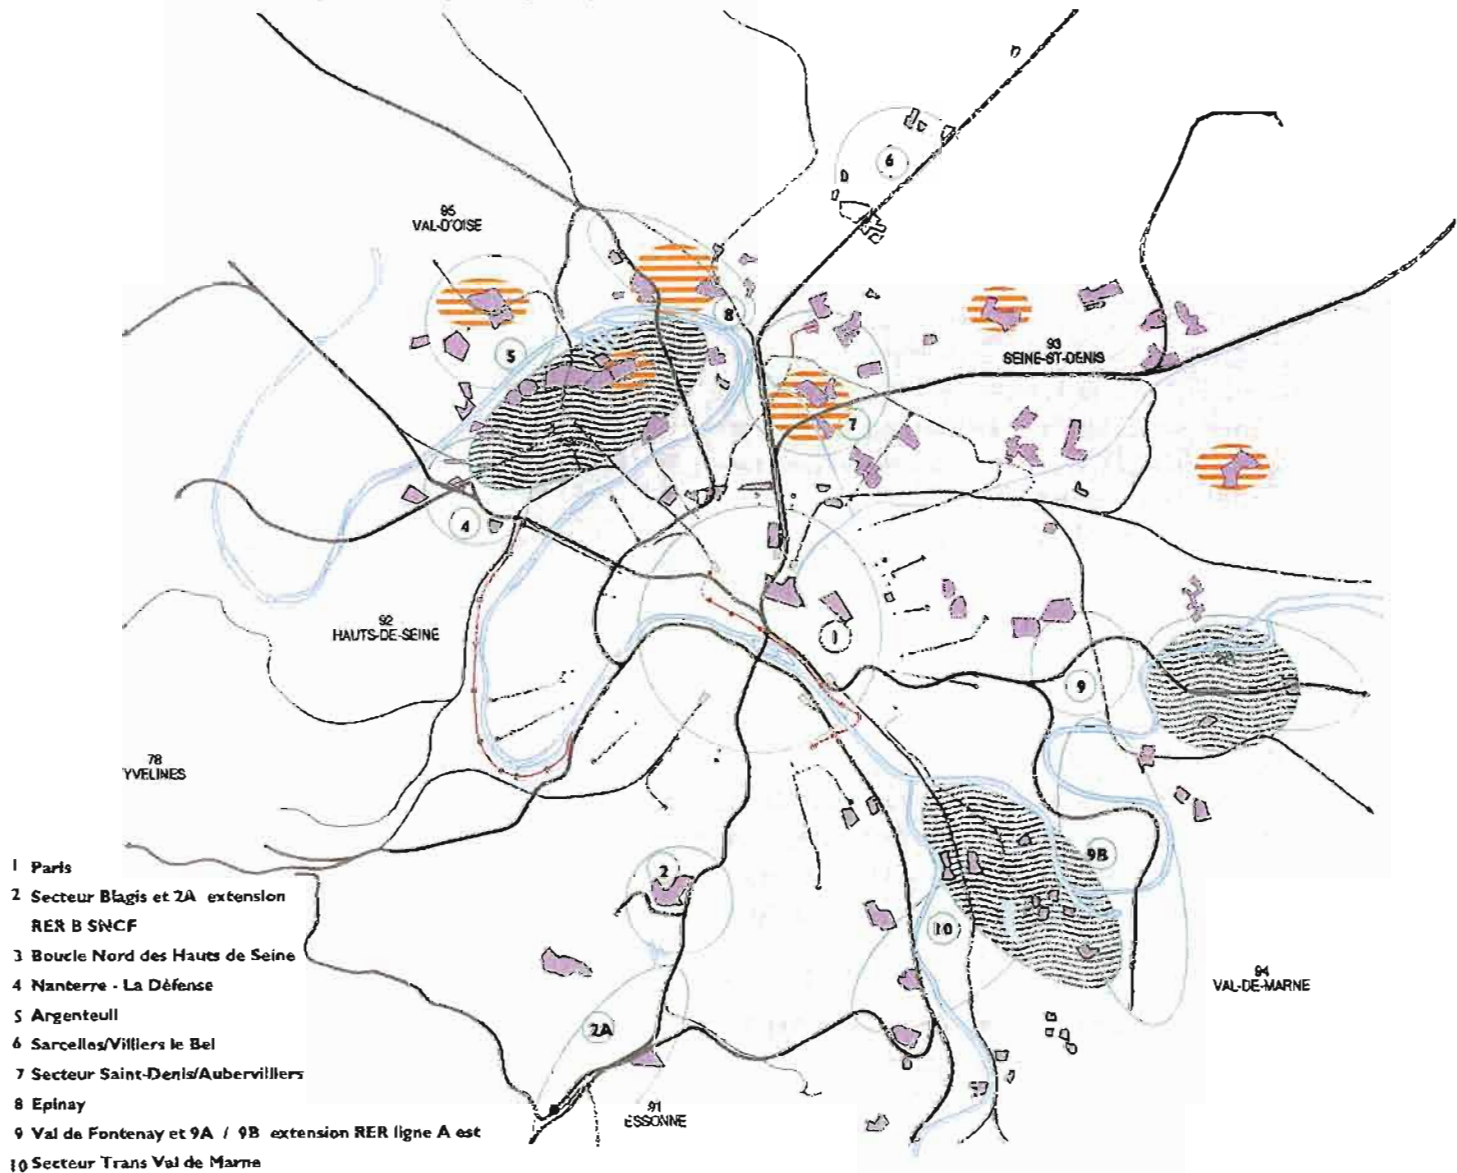 6
95
VAL-D'OISE
8
5
93
SEINE-ST-DENIS
7
4
92
HAUTS-DE-SEINE
1
9
78
YVELINES
9B
2
10
94
VAL-DE-MARNE
2A
91
ESSONNE
1 Paris
2 Secteur Blagis et 2A extension
RER B SNCF
3 Boucle Nord des Hauts de Seine
4 Nanterre - La Défense
5 Argenteuil
6 Sarcelles/Villiers le Bel
7 Secteur Saint-Denis/Aubervilliers
8 Epinay
9 Val de Fontenay et 9A / 9B extension RER ligne A est
10 Secteur Trans Val de Marne